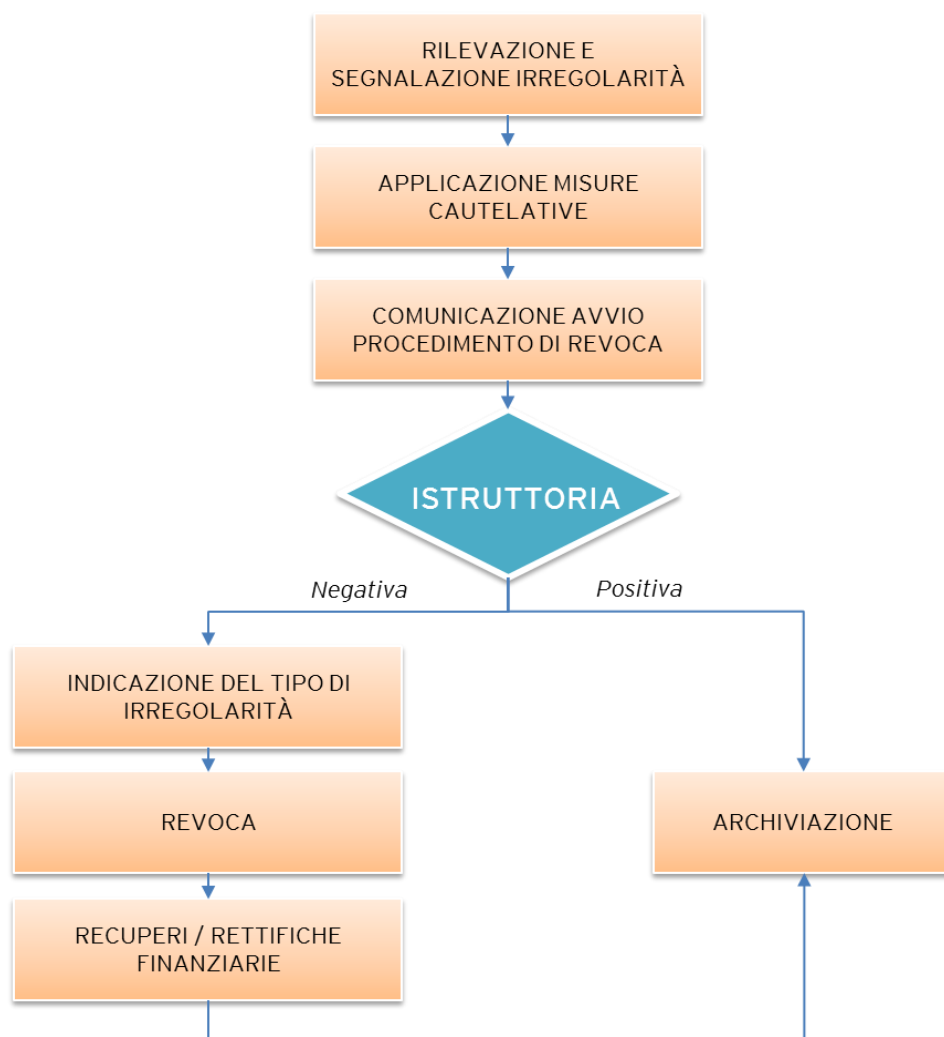 RILEVAZIONE E
SEGNALAZIONE IRREGOLARITÀ
APPLICAZIONE MISURE
CAUTELATIVE
COMUNICAZIONE AVVIO
PROCEDIMENTO DI REVOCA
ISTRUTTORIA
Negativa
Positiva
INDICAZIONE DEL TIPO DI
IRREGOLARITÀ
REVOCA
ARCHIVIAZIONE
RECUPERI / RETTIFICHE
FINANZIARIE